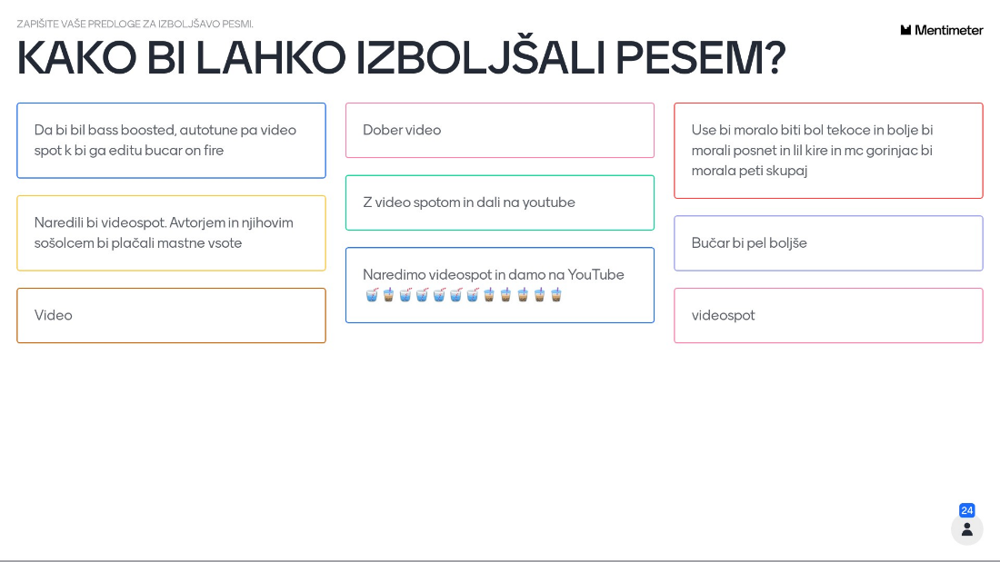 ZAPIŠITE VAŠE PREDLOGE ZA IZBOLJŠAVO PESMI.
KAKO BI LAHKO IZBOLJŠALI PESEM?
Mentimeter
Da bi bil bass boosted, autotune pa video
spot k bi ga editu bucar on fire
Naredili bi videospot. Avtorjem in njihovim
sošolcem bi plačali mastne vsote
Video
Dober video
Z video spotom in dali na youtube
Naredimo videospot in damo na YouTube
🥤🧋🥤🥤🥤🥤🥤🧋🧋🧋🧋🧋
Use bi moralo biti bol tekoce in bolje bi
morali posnet in lil kire in mc gorinjac bi
morala peti skupaj
Bučar bi pel boljše
videospot
24